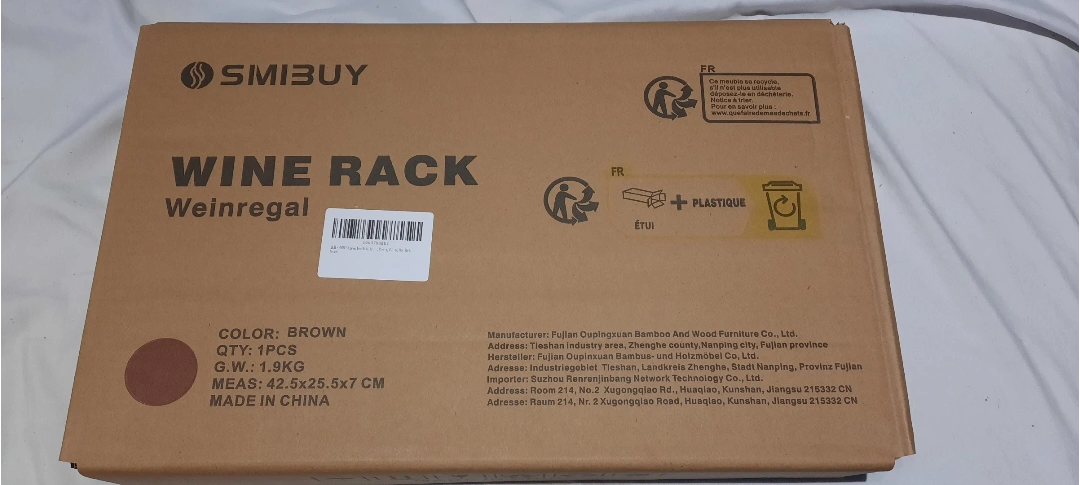 SMIBUY
FR
Ce meuble se recycle,
s'il n'est plus utilisable
déposez-le en déchèterie.
Notice à trier.
Pour en savoir plus :
www.quefairedemesdechets.fr
WINE RACK
Weinregal
FR
+ PLASTIQUE
ÉTUI
COLOR: BROWN
QTY: 1PCS
G.W.: 1.9KG
MEAS: 42.5x25.5x7 CM
MADE IN CHINA
Manufacturer: Fujian Oupingxuan Bamboo And Wood Furniture Co., Ltd.
Address: Tieshan industry area, Zhenghe county,Nanping city, Fujian province
Hersteller: Fujian Oupinxuan Bambus- und Holzmöbel Co, Ltd.
Adresse: Industriegebiet Tieshan, Landkreis Zhenghe, Stadt Nanping, Provinz Fujian
Importer: Suzhou Renrenjinbang Network Technology Co., Ltd.
Address: Room 214, No.2 Xugongqiao Rd., Huaqiao, Kunshan, Jiangsu 215332 CN
Adresse: Raum 214, Nr. 2 Xugongqiao Road, Huaqiao, Kunshan, Jiangsu 215332 CN